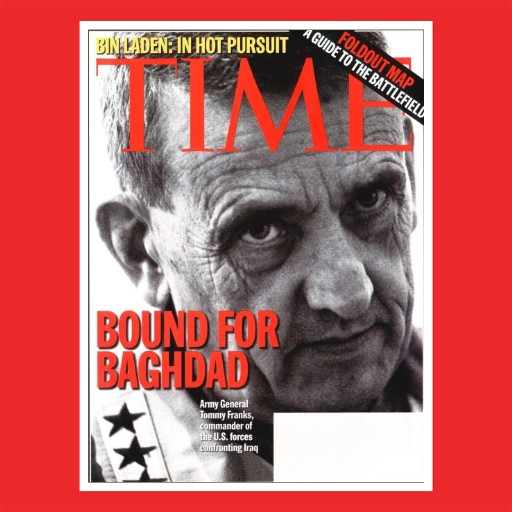 BIN LADEN: IN HOT PURSUIT
FOLDOUT MAP
A GUIDE TO THE BATTLEFIELD
TIME
BOUND FOR
BAGHDAD
Army General
Tommy Franks,
commander of
the U.S. forces
confronting Iraq